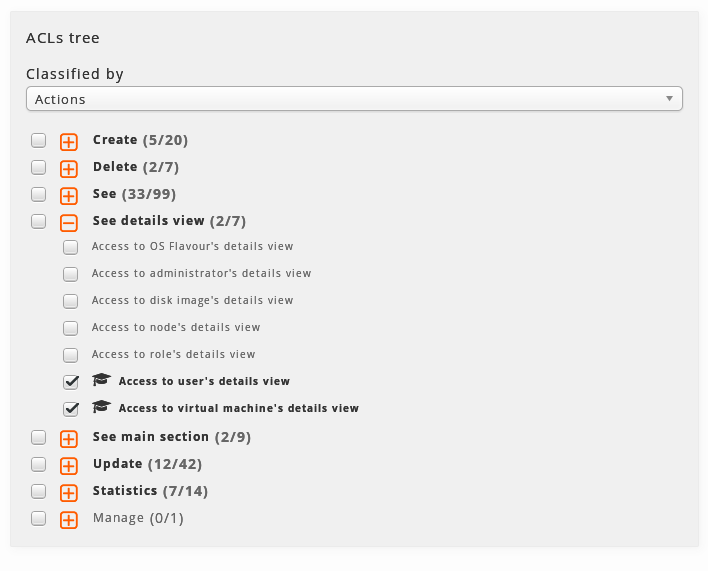 ACLs tree
Classified by
Actions
Create (5/20)
Delete (2/7)
See (33/99)
See details view (2/7)
Access to OS Flavour's details view
Access to administrator's details view
Access to disk image's details view
Access to node's details view
Access to role's details view
Access to user's details view
Access to virtual machine's details view
See main section (2/9)
Update (12/42)
Statistics (7/14)
Manage (0/1)